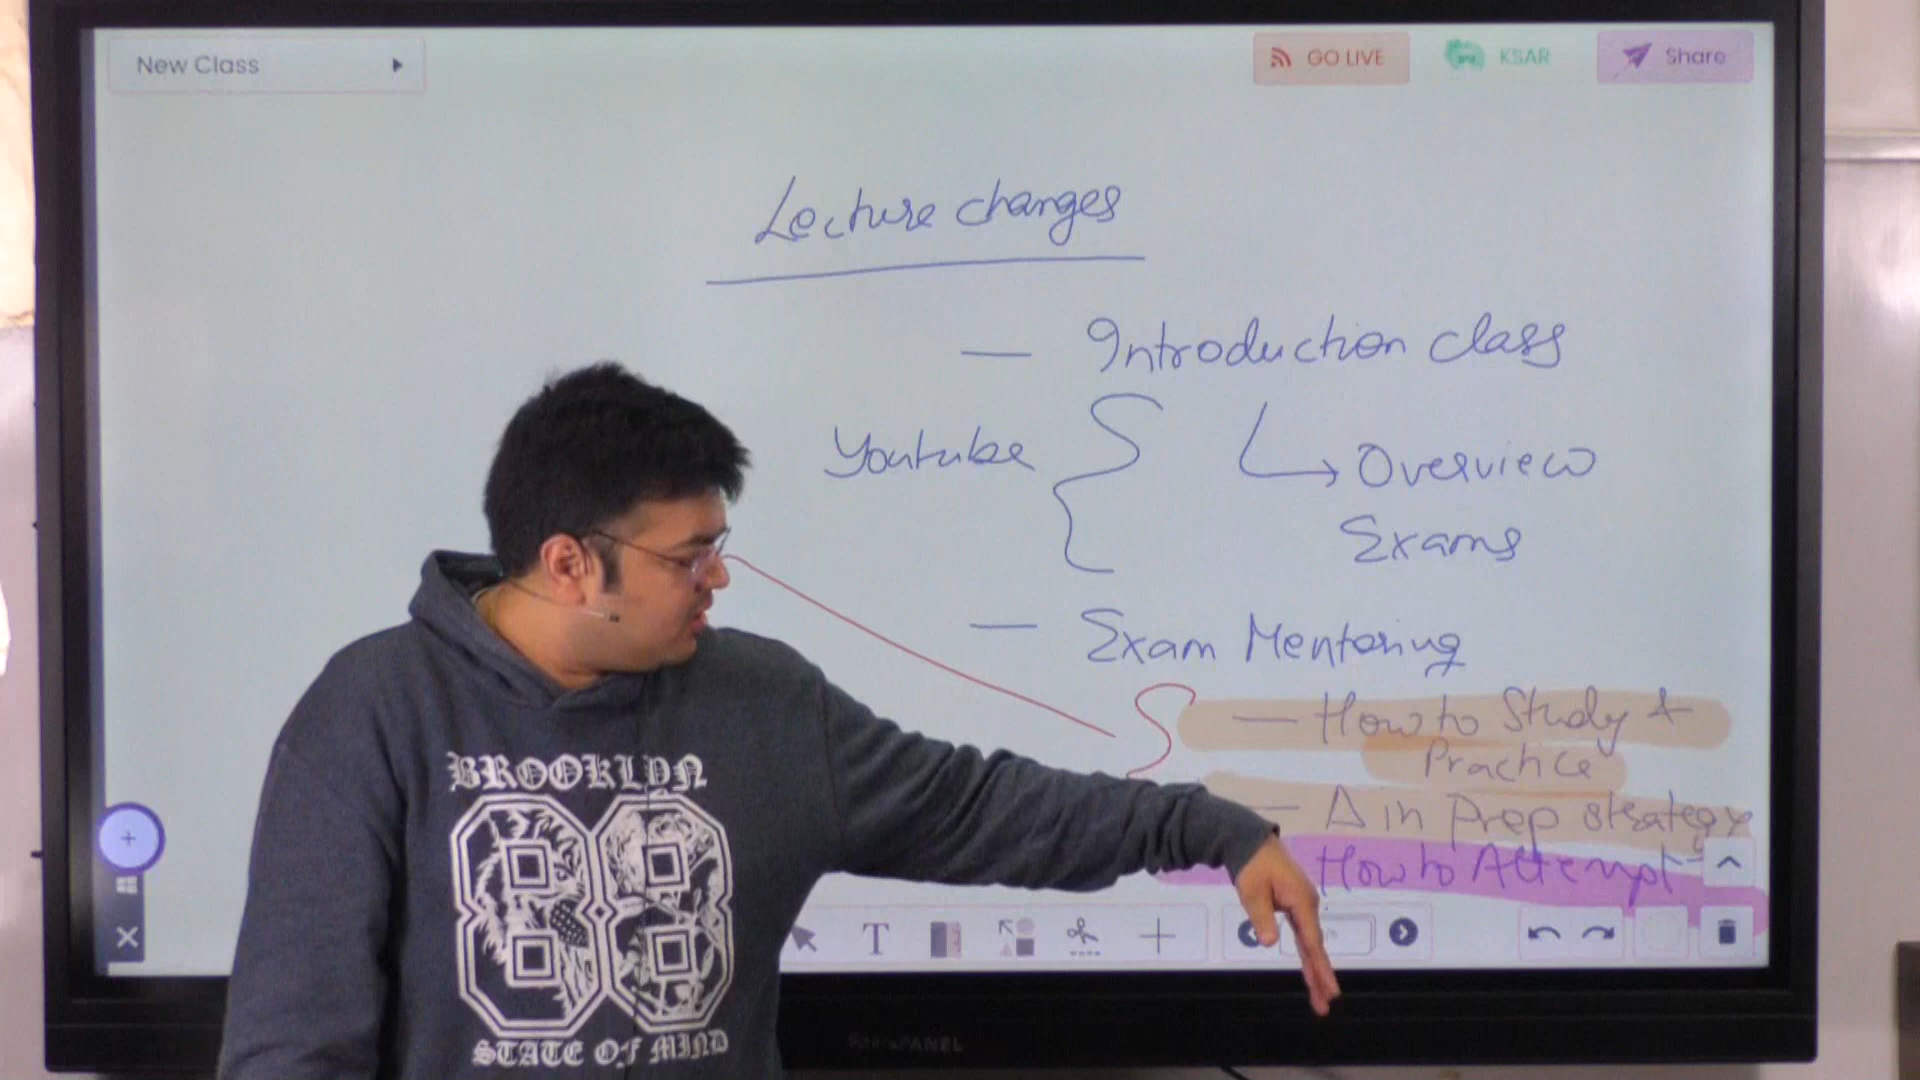 New Class
GO LIVE
KSAR
Share
Lecture changes
— Introduction class
Youtube
Overview
Exams
— Exam Mentoring
— How to Study +
Practice
— Δ in Prep strategy
How to Attempt
BROOKLYN
88
STATE OF MIND
T
PANEL